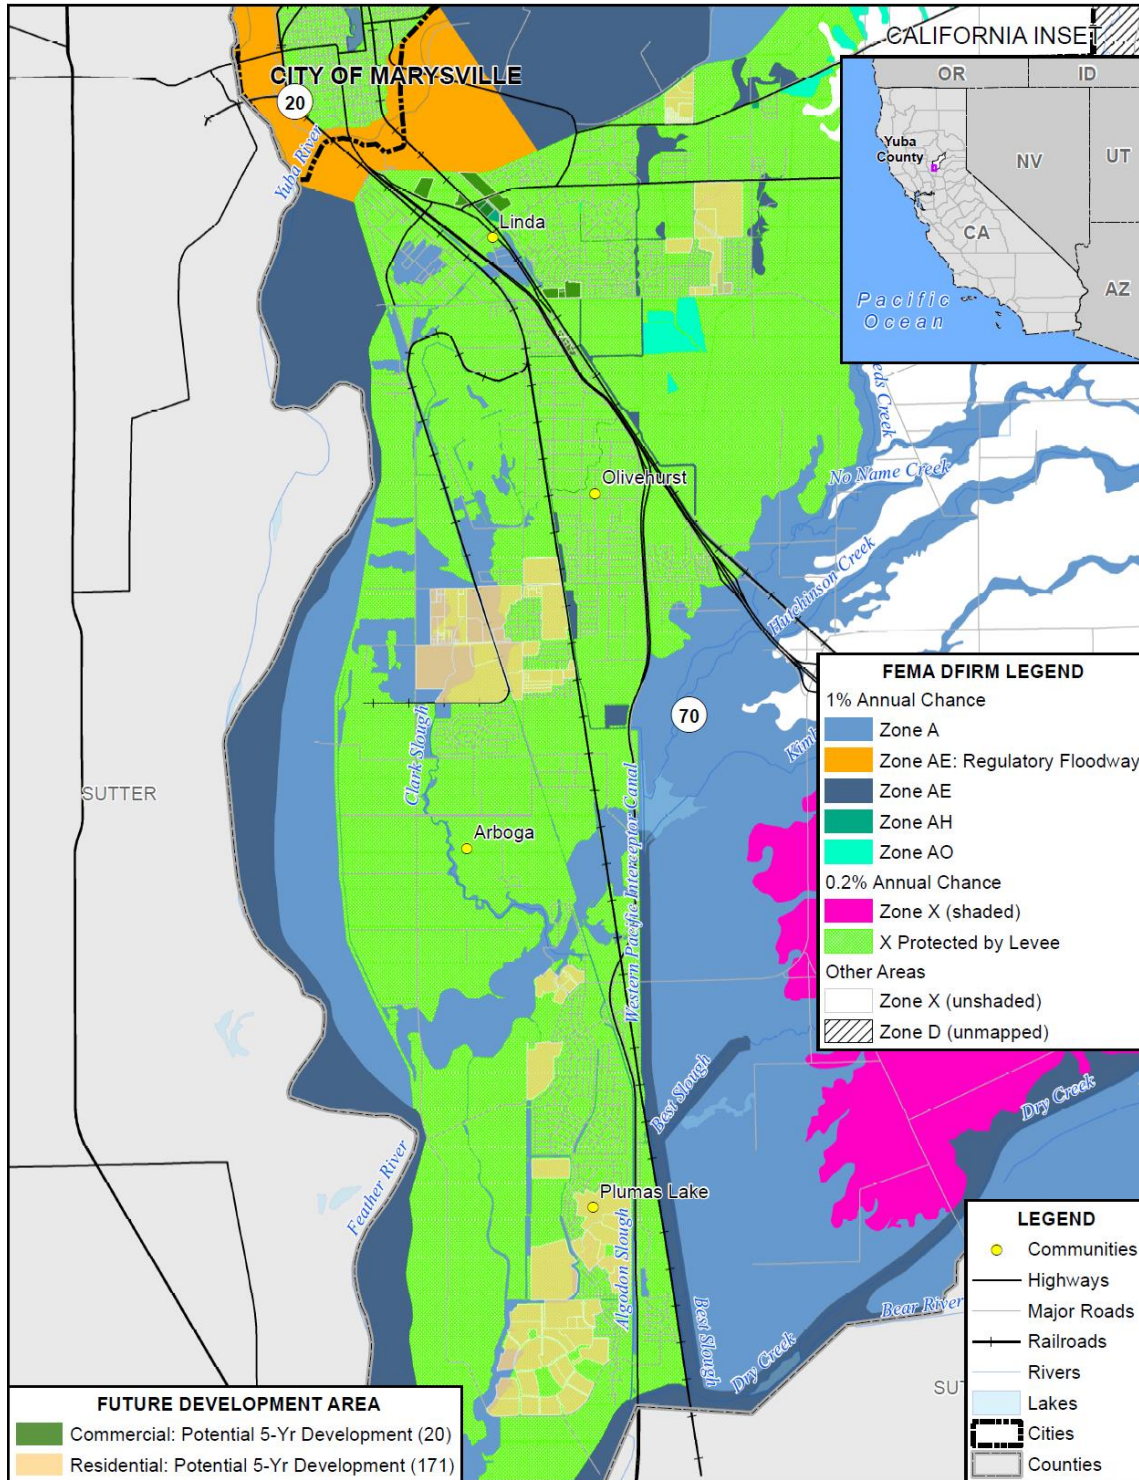 CALIFORNIA INSET
OR
ID
CITY OF MARYSVILLE
20
Yuba River
Yuba
County
NV
UT
CA
AZ
Pacific
Ocean
Linda
eds Creek
No Name Creek
Olivehurst
Hutchinson Creek
FEMA DFIRM LEGEND
1% Annual Chance
Zone A
Zone AE: Regulatory Floodway
Zone AE
Zone AH
Zone AO
0.2% Annual Chance
Zone X (shaded)
X Protected by Levee
Other Areas
Zone X (unshaded)
Zone D (unmapped)
70
Kimb
Clark Slough
SUTTER
Western Pacific Interceptor Canal
Arboga
Best Slough
Dry Creek
Feather River
Plumas Lake
Algodon Slough
Best Slough
Dry Creek
Bear River
SUT
LEGEND
Communities
Highways
Major Roads
Railroads
Rivers
Lakes
Cities
Counties
FUTURE DEVELOPMENT AREA
Commercial: Potential 5-Yr Development (20)
Residential: Potential 5-Yr Development (171)